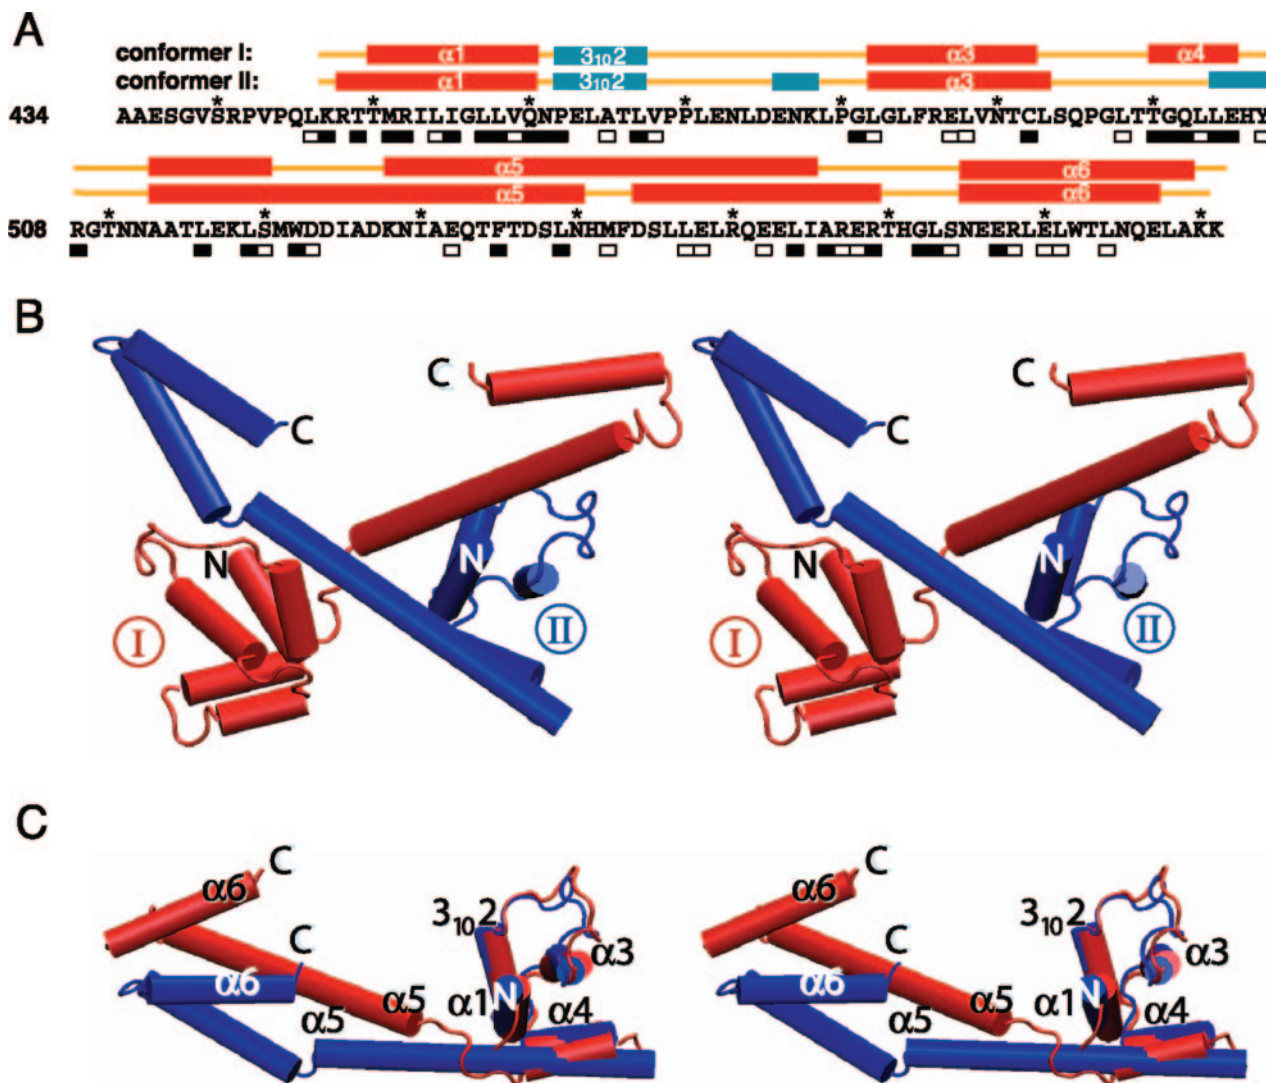 A
conformer I: α1 3₁₀2 α3 α4
conformer II: α1 3₁₀2 α3
* * * * * * *
434 AAESGVSRPVPQLKRTTMRILIGLLVQNPELATLVPPLENLDENKLPGLGLFRELVNTCLSQPGLTTGQLLEHY
α5 α6
α5 α6
* * * * * * * *
508 RGTNNAATLEKLSMWDDIADKNIAEQTFTDSLNHMFDSLLELRQEELIARERTHGLSNEERLELWTLNQELAKK
B
C C
C C
N N N N
I II I II
C
C C
α6 α6
3₁₀2 3₁₀2
C α3 C α3
α6 α5 α1 N α6 α5 α1 N
α5 α4 α5 α4